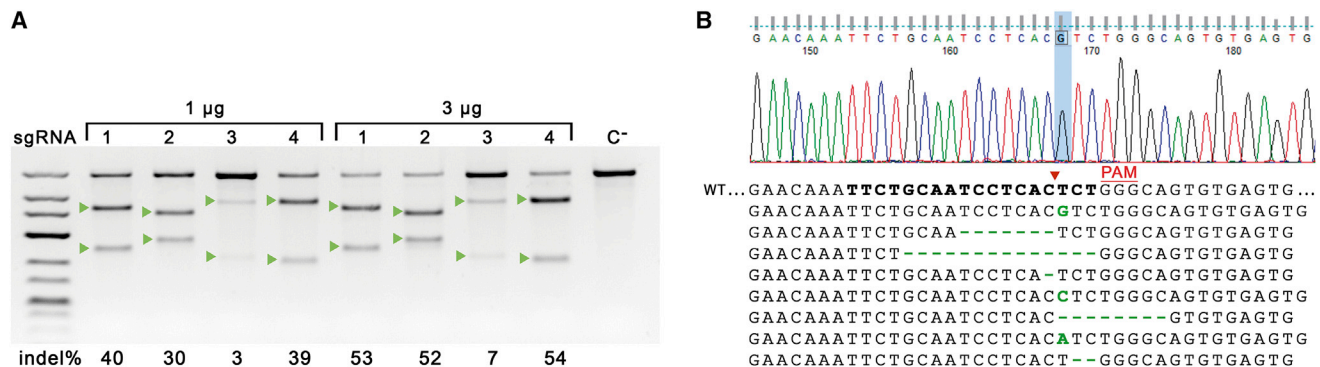 A
1 µg 3 µg
sgRNA 1 2 3 4 1 2 3 4 C-
indel% 40 30 3 39 53 52 7 54
B
G A A C A A A T T C T G C A A T C C T C A C G T C T G G G C A G T G T G A G T G
150 160 170 180
PAM
WT...GAACAAATTCTGCAATCCTCACTCTGGGCAGTGTGAGTG...
GAACAAATTCTGCAATCCTCACGTCTGGGCAGTGTGAGTG
GAACAAATTCTGCAA-------TCTGGGCAGTGTGAGTG
GAACAAATTCT--------------GGGCAGTGTGAGTG
GAACAAATTCTGCAATCCTCA-TCTGGGCAGTGTGAGTG
GAACAAATTCTGCAATCCTCACCTCTGGGCAGTGTGAGTG
GAACAAATTCTGCAATCCTCAC--------GTGTGAGTG
GAACAAATTCTGCAATCCTCACATCTGGGCAGTGTGAGTG
GAACAAATTCTGCAATCCTCACT--GGGCAGTGTGAGTG